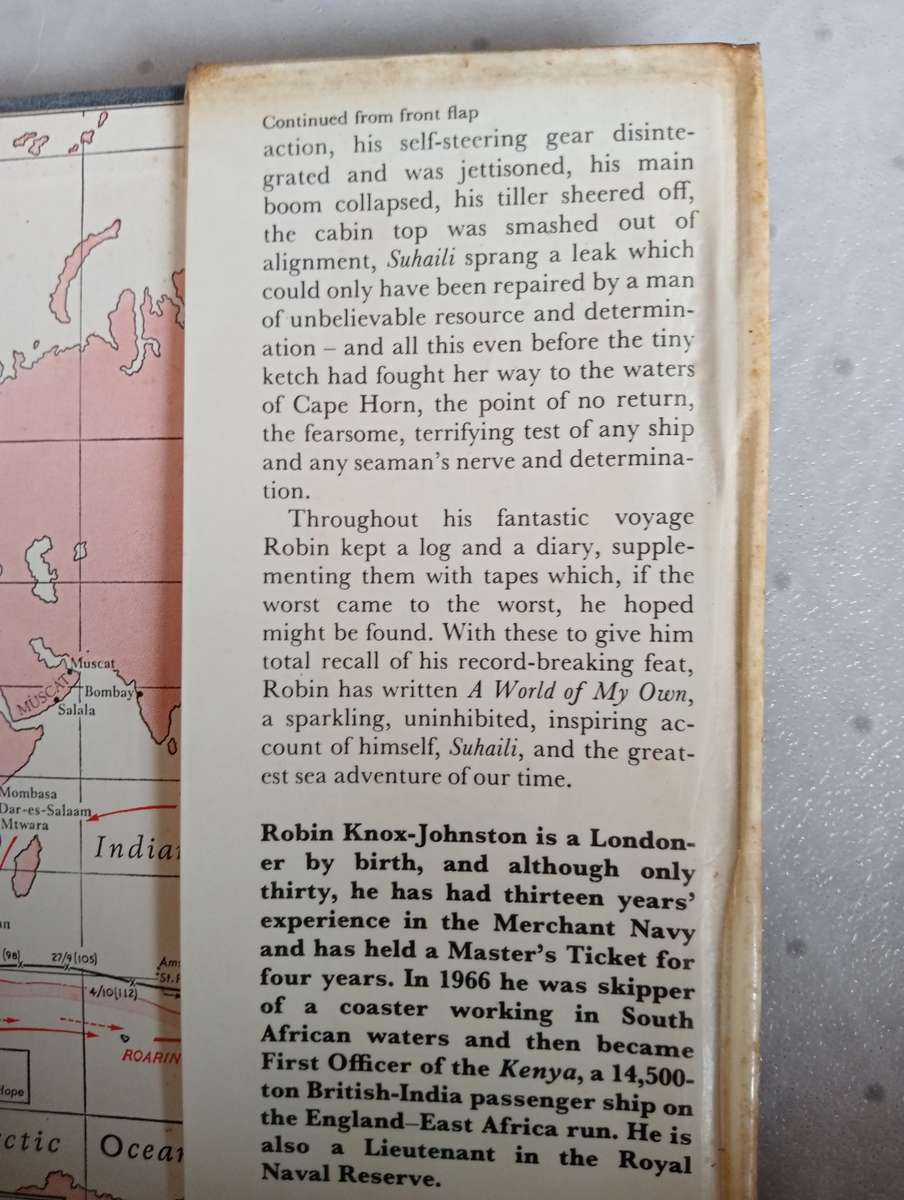 Continued from front flap
action, his self-steering gear disinte-
grated and was jettisoned, his main
boom collapsed, his tiller sheered off,
the cabin top was smashed out of
alignment, Suhaili sprang a leak which
could only have been repaired by a man
of unbelievable resource and determin-
ation – and all this even before the tiny
ketch had fought her way to the waters
of Cape Horn, the point of no return,
the fearsome, terrifying test of any ship
and any seaman's nerve and determina-
tion.
Throughout his fantastic voyage
Robin kept a log and a diary, supple-
menting them with tapes which, if the
worst came to the worst, he hoped
might be found. With these to give him
total recall of his record-breaking feat,
Robin has written A World of My Own,
a sparkling, uninhibited, inspiring ac-
count of himself, Suhaili, and the great-
est sea adventure of our time.
Robin Knox-Johnston is a London-
er by birth, and although only
thirty, he has had thirteen years'
experience in the Merchant Navy
and has held a Master's Ticket for
four years. In 1966 he was skipper
of a coaster working in South
African waters and then became
First Officer of the Kenya, a 14,500-
ton British-India passenger ship on
the England–East Africa run. He is
also a Lieutenant in the Royal
Naval Reserve.
Muscat
MUSCAT
Bombay
Salala
Mombasa
Dar-es-Salaam
Mtwara
India
(98) 27/9(105)
Ams
St. P
4/10(112)
ROARIN
Hope
ctic Ocean